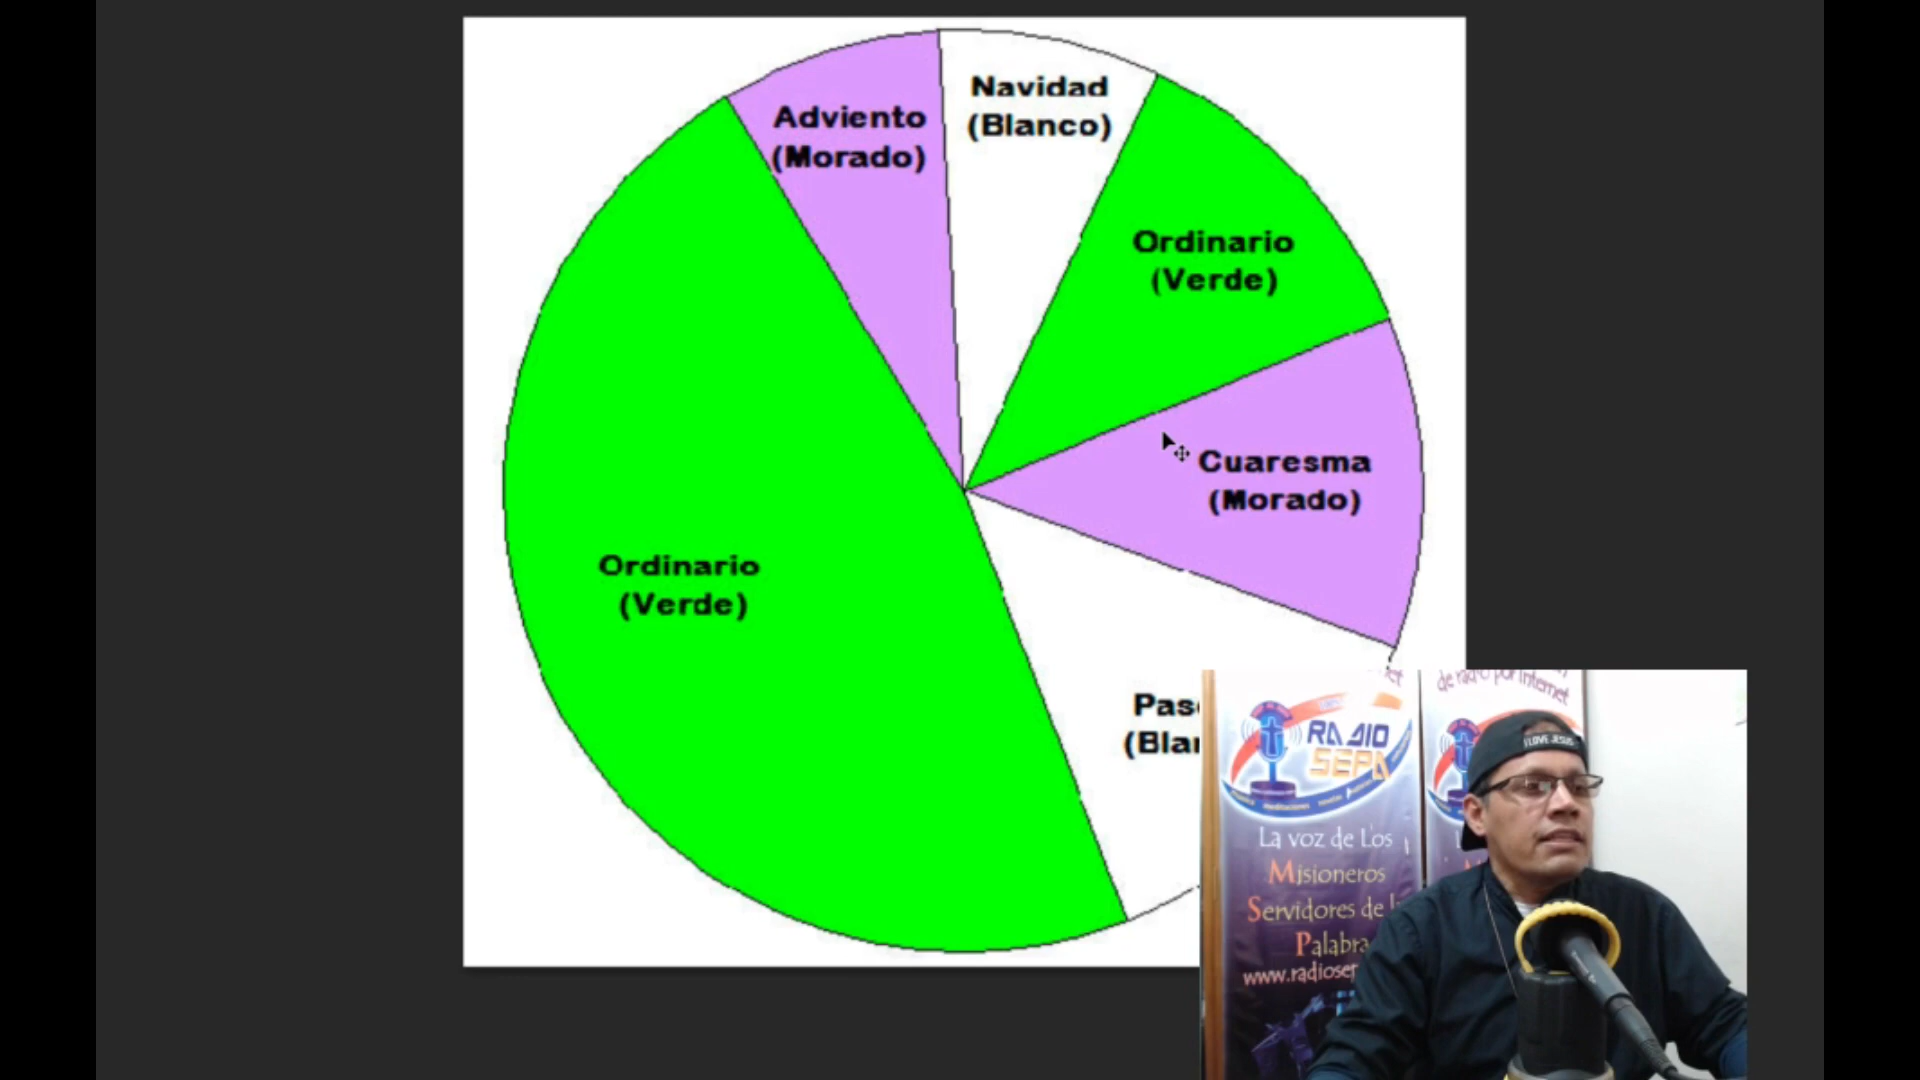 Navidad
(Blanco)
Adviento
(Morado)
Ordinario
(Verde)
Cuaresma
(Morado)
Ordinario
(Verde)
Pas
(Bla
de radio por Internet
RADIO
SEPA
I LOVE JESUS
La voz de Los
Misioneros
Servidores de l
Palabra
www.radiosep